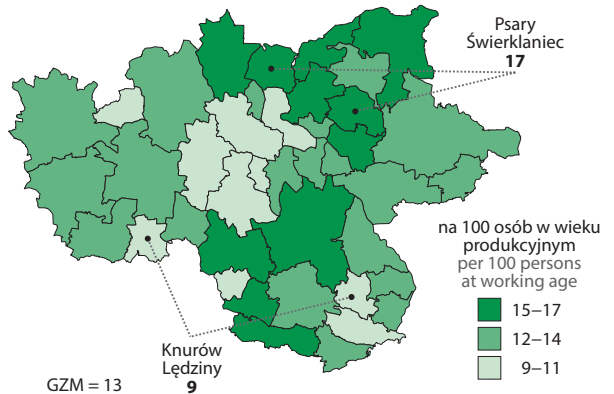 Psary
Świerklaniec
17
na 100 osób w wieku
produkcyjnym
per 100 persons
at working age
15–17
12–14
9–11
Knurów
Lędziny
9
GZM = 13